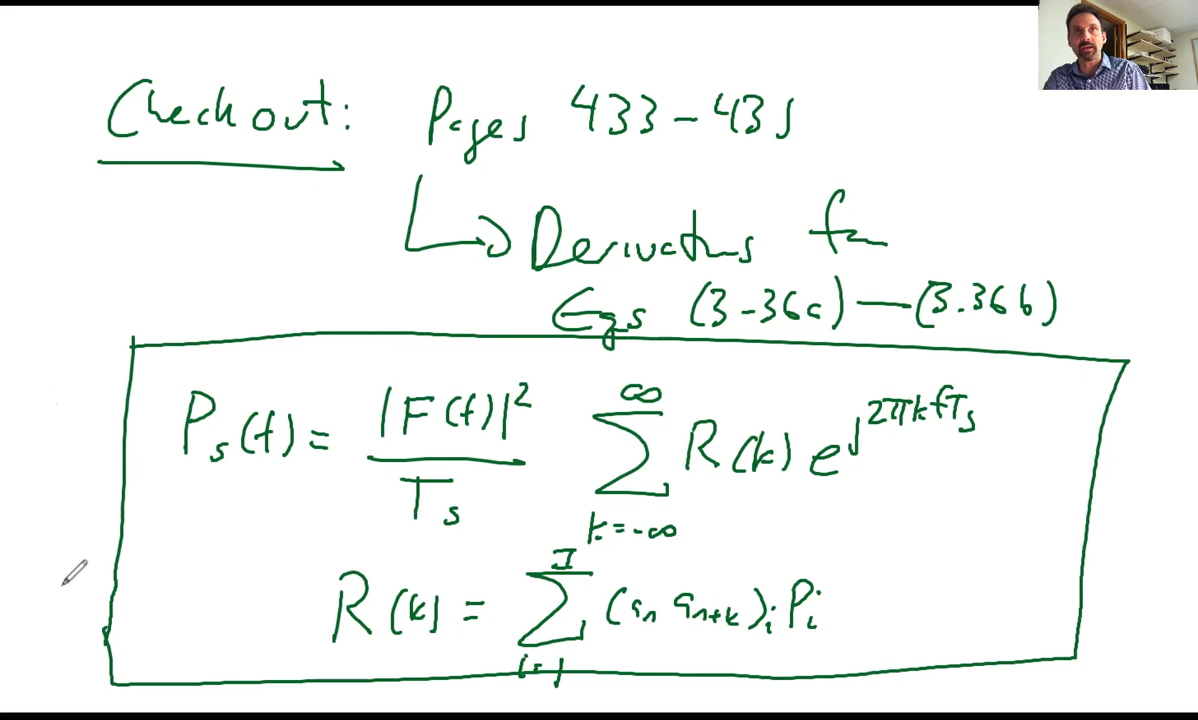 Checkout: Pages 433-435
Derivations for
Eqs (3-36a) — (3.36b)
P_s(f) = |F(f)|² / T_s ∑_{k=-∞}^{∞} R(k) e^{j2πkfT_s}
R(k) = ∑_{i=1}^{I} (a_n a_{n+k})_i P_i